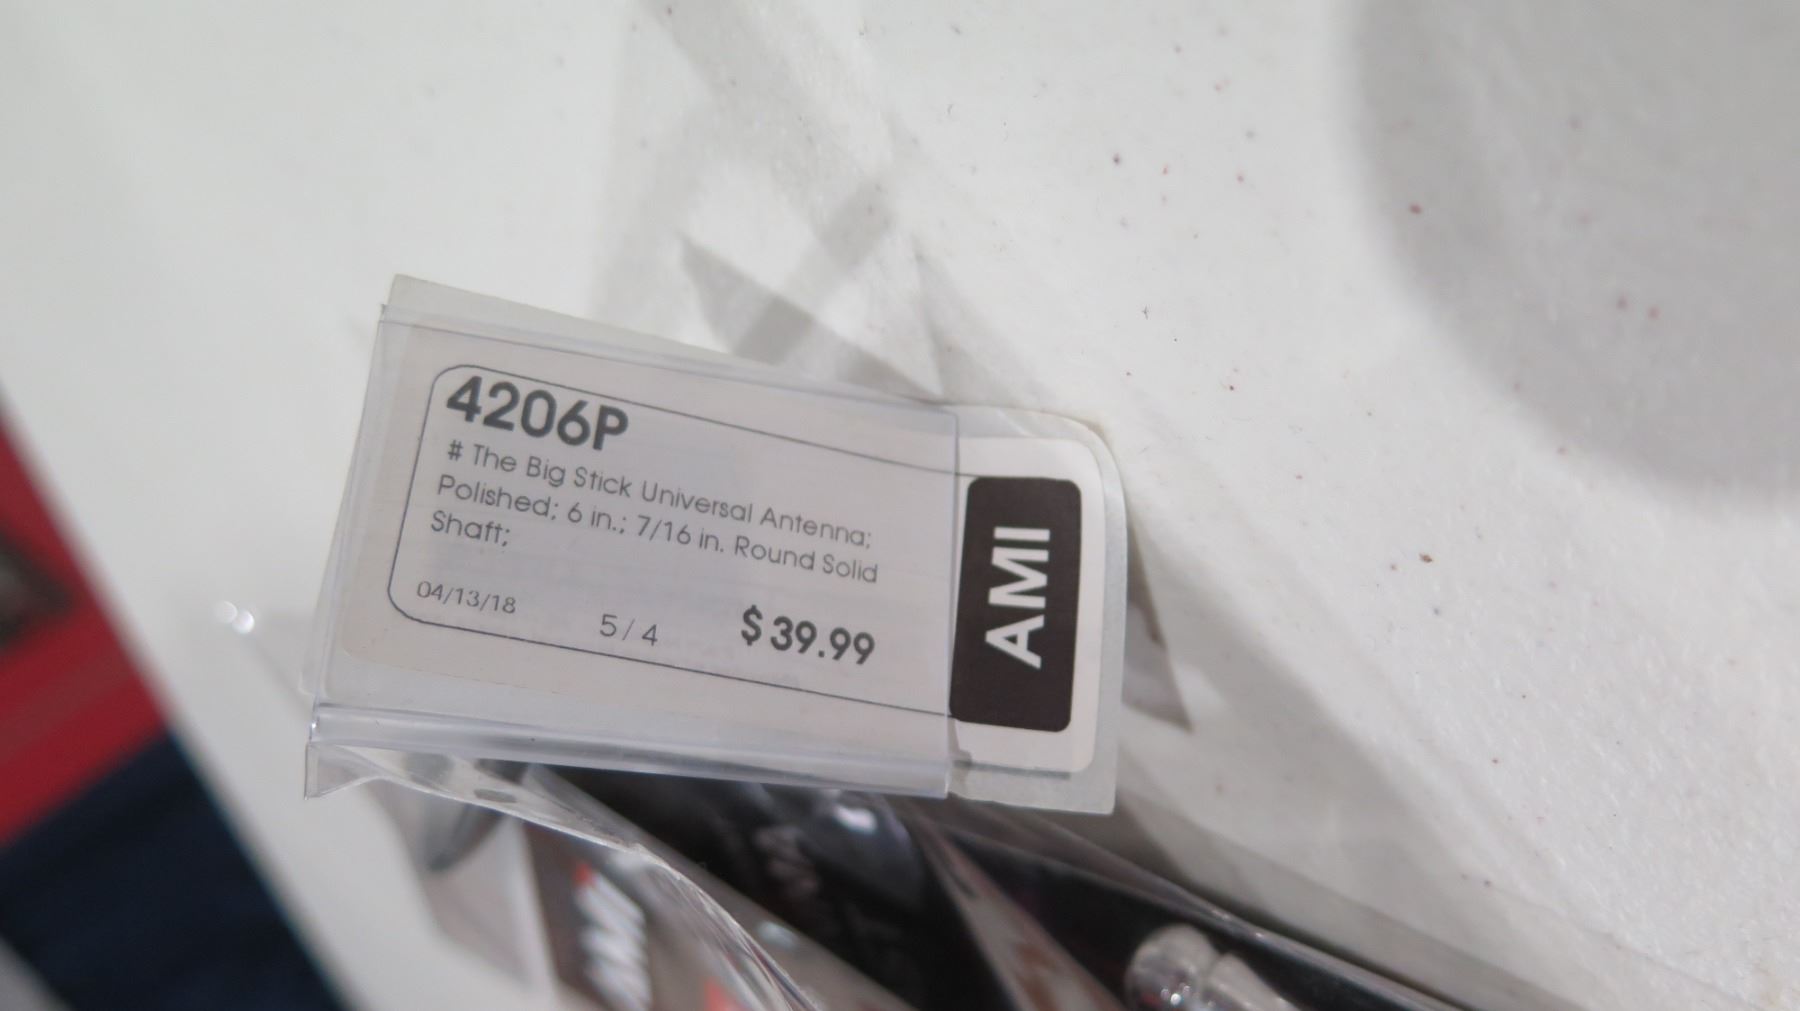 4206P
# The Big Stick Universal Antenna;
Polished; 6 in.; 7/16 in. Round Solid
Shaft;
04/13/18 5/4 $39.99
AMI
AMI